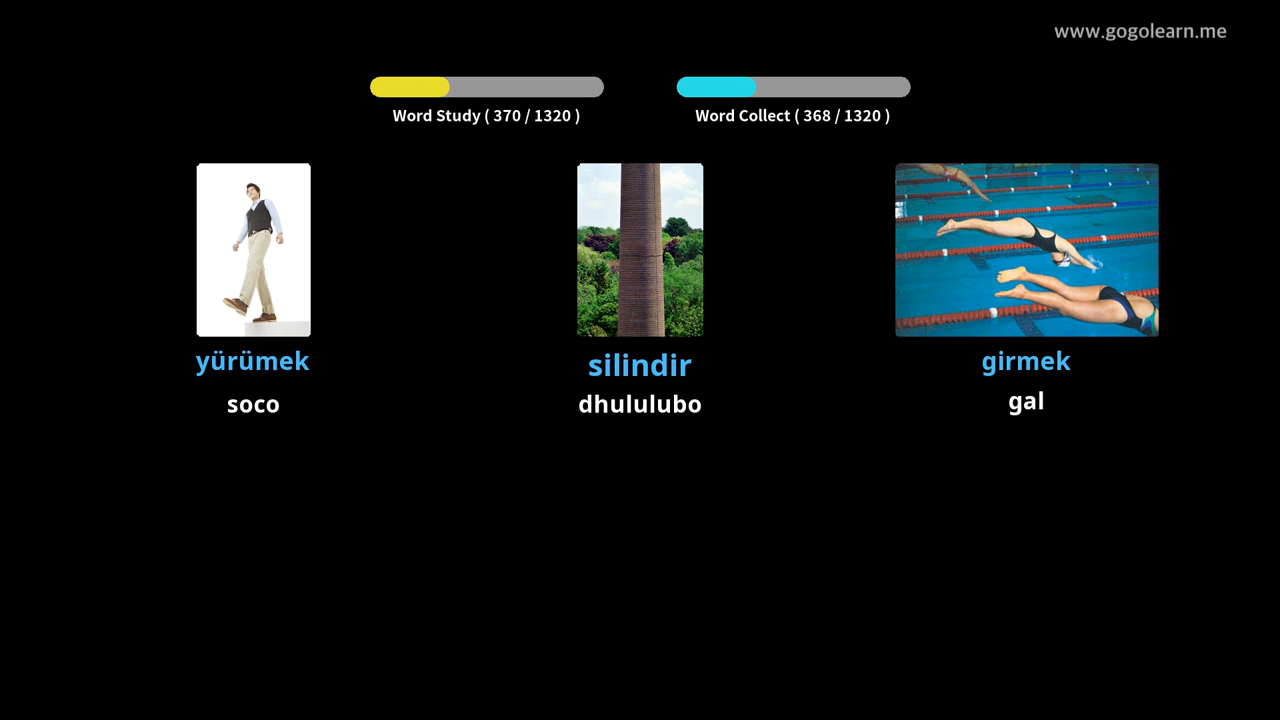 www.gogolearn.me
Word Study ( 370 / 1320 )
Word Collect ( 368 / 1320 )
yürümek
silindir
girmek
soco
dhululubo
gal